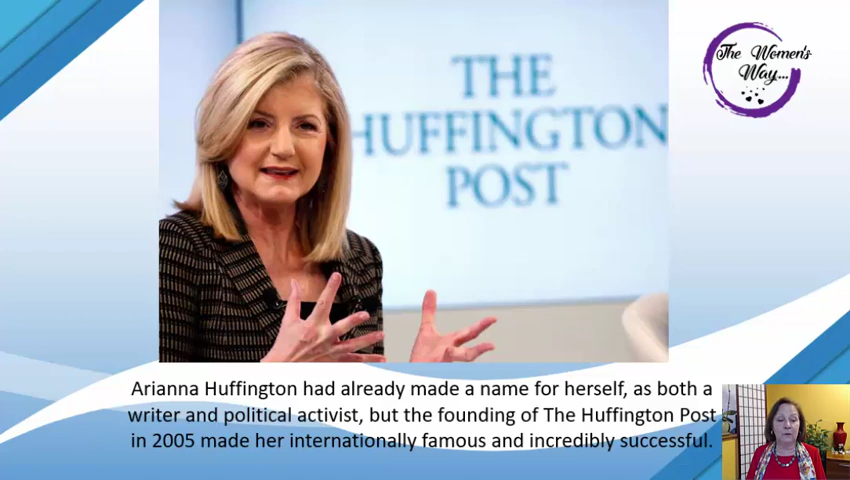 The Women's
Way...
THE
HUFFINGTON
POST
Arianna Huffington had already made a name for herself, as both a
writer and political activist, but the founding of The Huffington Post
in 2005 made her internationally famous and incredibly successful.